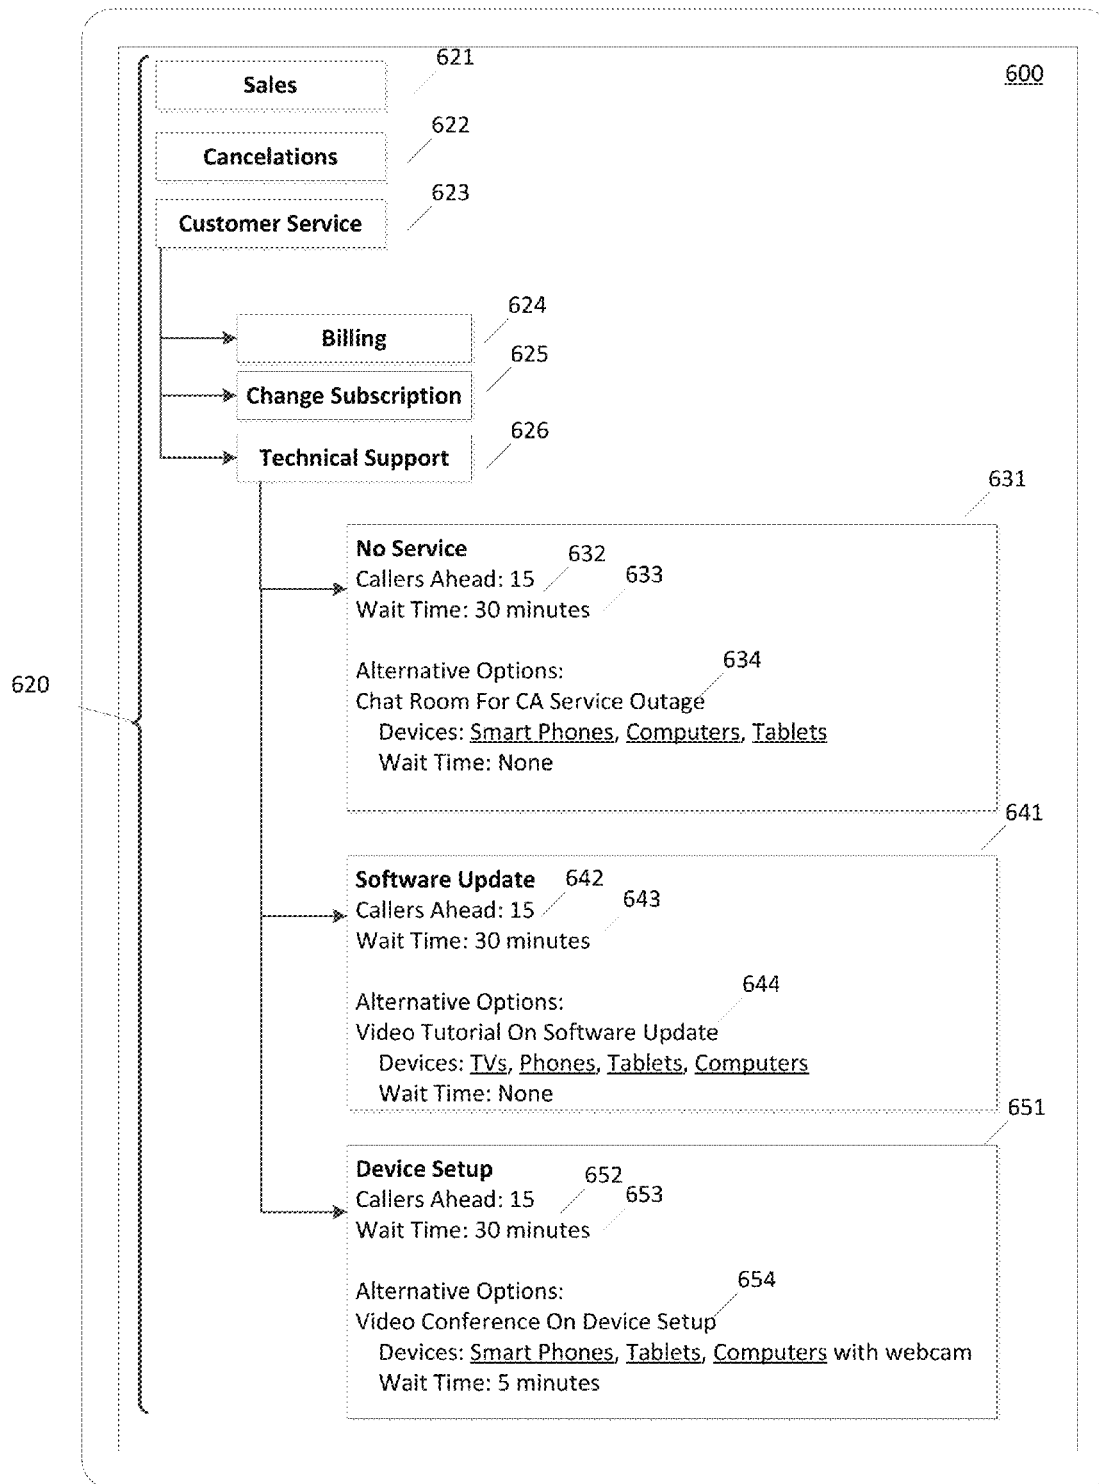 621
Sales
600
622
Cancelations
623
Customer Service
624
Billing
625
Change Subscription
626
Technical Support
631
No Service
632
Callers Ahead: 15
633
Wait Time: 30 minutes
634
Alternative Options:
620
Chat Room For CA Service Outage
Devices: Smart Phones, Computers, Tablets
Wait Time: None
641
Software Update
642
Callers Ahead: 15
643
Wait Time: 30 minutes
644
Alternative Options:
Video Tutorial On Software Update
Devices: TVs, Phones, Tablets, Computers
Wait Time: None
651
Device Setup
652
Callers Ahead: 15
653
Wait Time: 30 minutes
654
Alternative Options:
Video Conference On Device Setup
Devices: Smart Phones, Tablets, Computers with webcam
Wait Time: 5 minutes